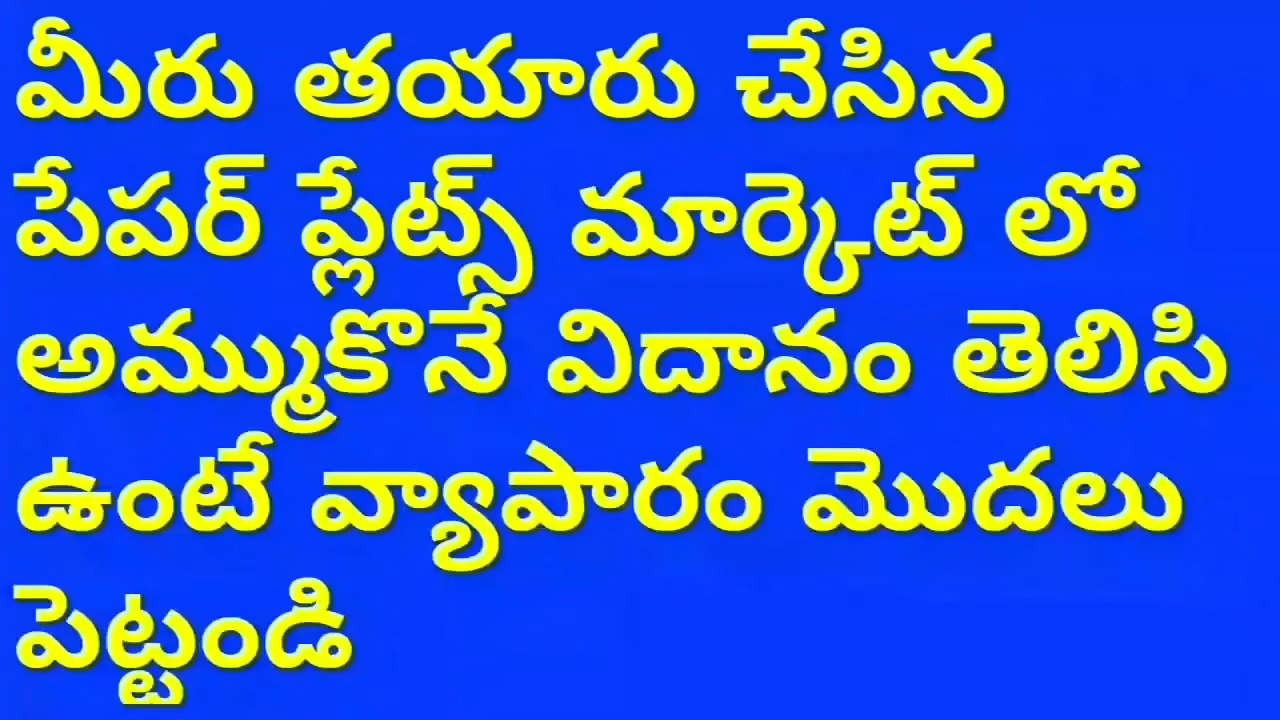 మీరు తయారు చేసిన
పేపర్ ప్లేట్స్ మార్కెట్ లో
అమ్ముకొనే విదానం తెలిసి
ఉంటే వ్యాపారం మొదలు
పెట్టండి